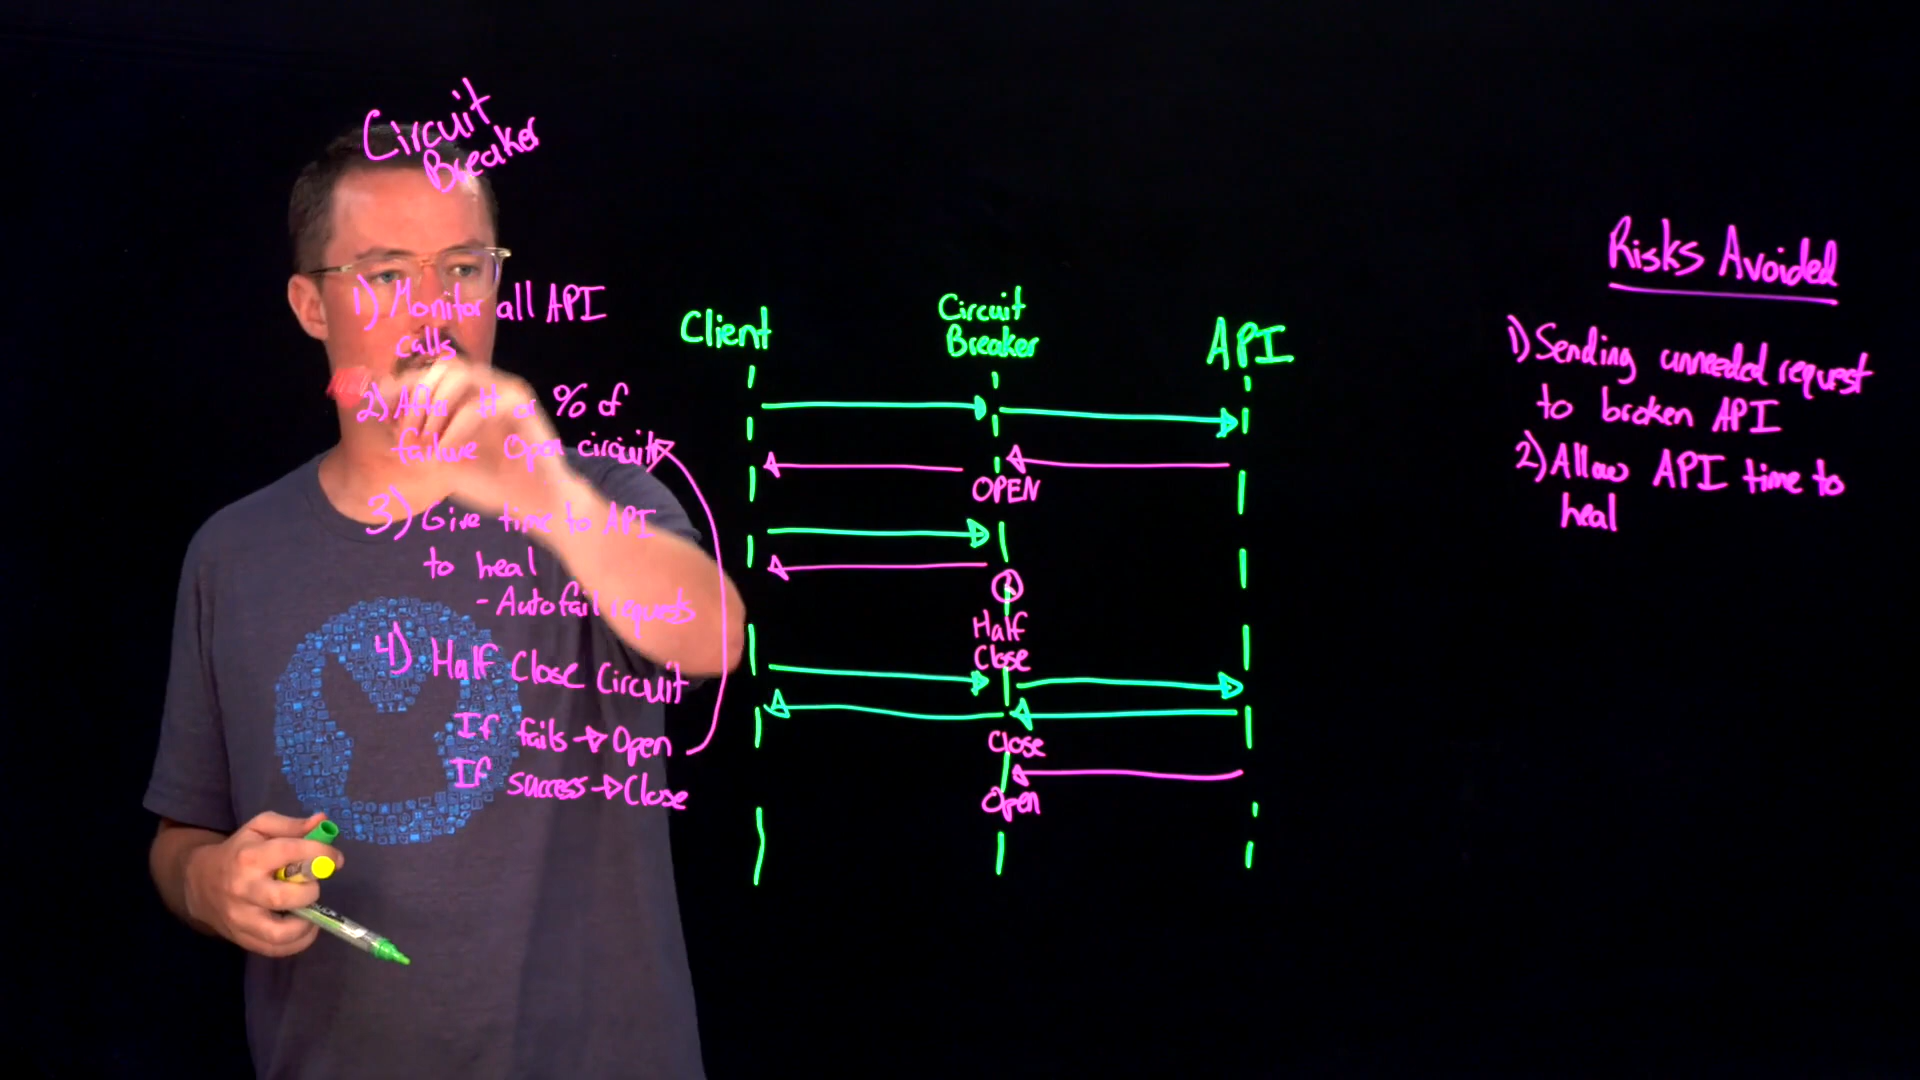 Circuit
Breaker
1) Monitor all API
calls
2) After # or % of
failure Open circuit
3) Give time to API
to heal
- Auto fail requests
4) Half Close Circuit
If fails → Open
If success → Close
Client
Circuit
Breaker
API
OPEN
Half
Close
Close
Open
Risks Avoided
1) Sending unneeded request
to broken API
2) Allow API time to
heal